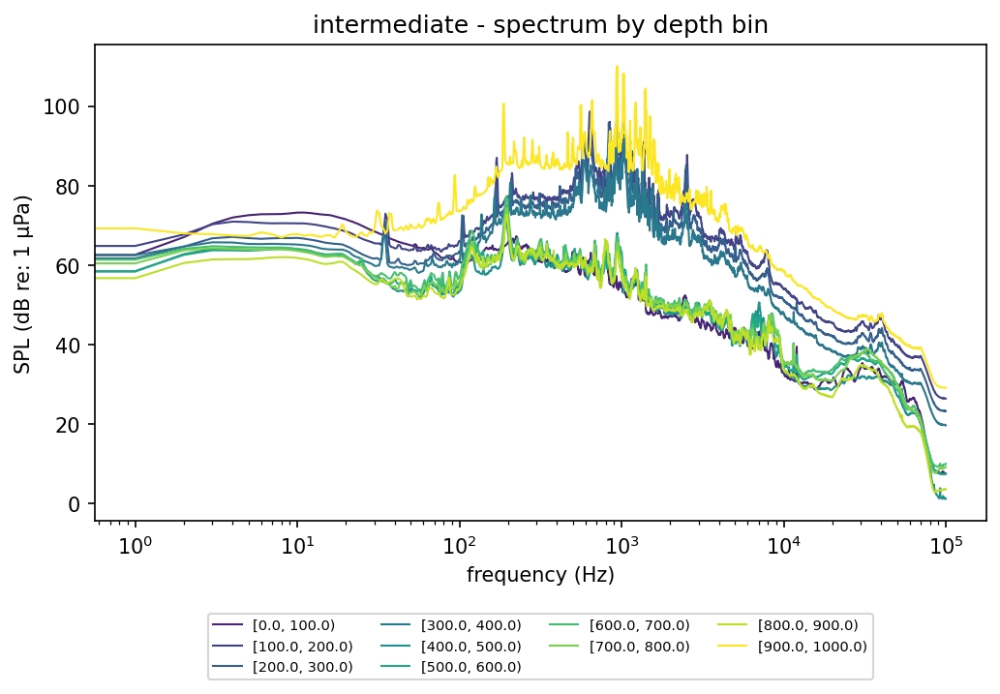 intermediate - spectrum by depth bin
SPL (dB re: 1 µPa)
100
80
60
40
20
0
10⁰ 10¹ 10² 10³ 10⁴ 10⁵
frequency (Hz)
[0.0, 100.0) [300.0, 400.0) [600.0, 700.0) [800.0, 900.0)
[100.0, 200.0) [400.0, 500.0) [700.0, 800.0) [900.0, 1000.0)
[200.0, 300.0) [500.0, 600.0)